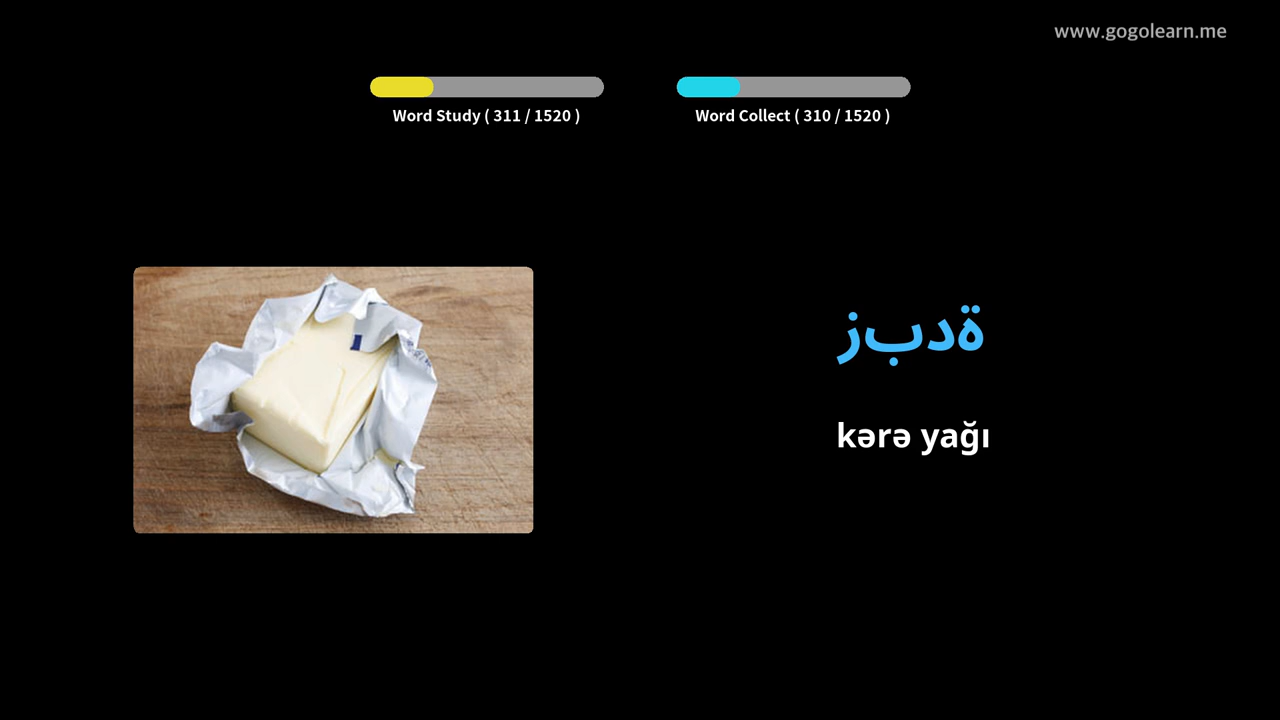 www.gogolearn.me
Word Study ( 311 / 1520 )
Word Collect ( 310 / 1520 )
زبدة
kərə yağı